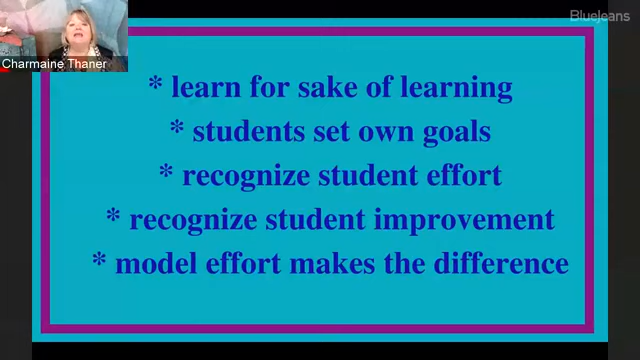 BlueJeans
Charmaine Thaner
* learn for sake of learning
* students set own goals
* recognize student effort
* recognize student improvement
* model effort makes the difference